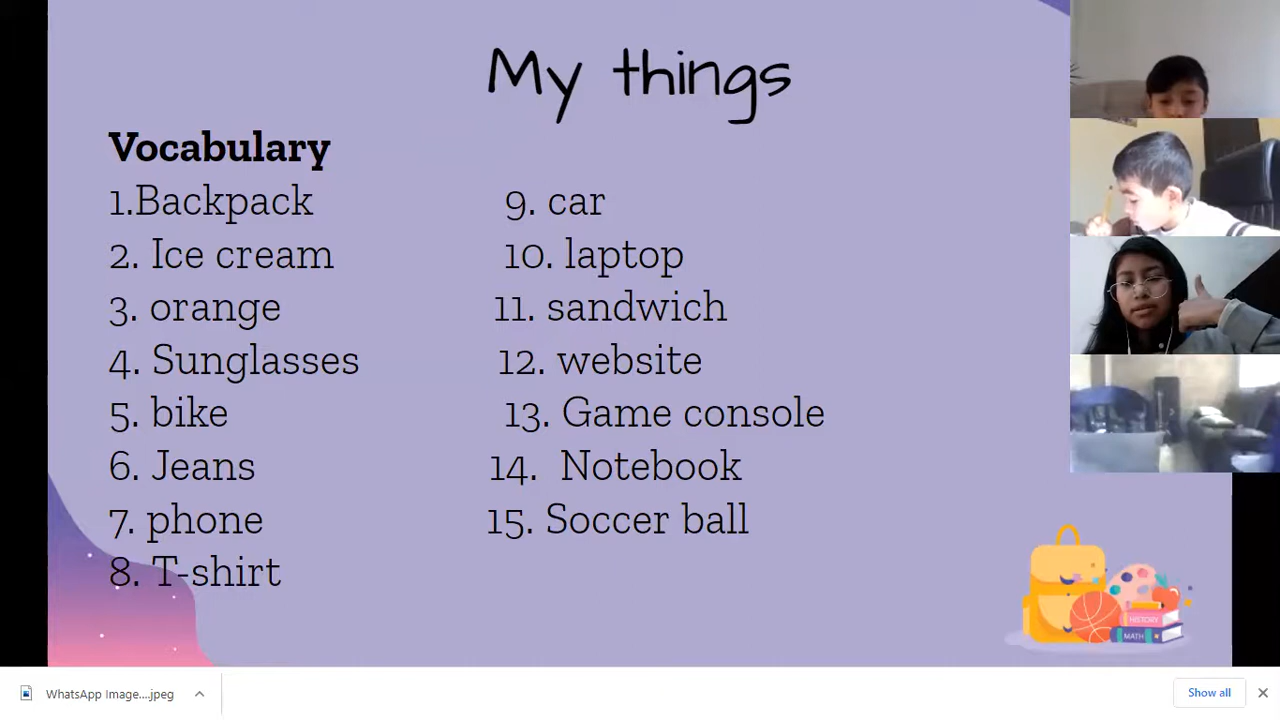 My things
Vocabulary
1.Backpack
2. Ice cream
3. orange
4. Sunglasses
5. bike
6. Jeans
7. phone
8. T-shirt
9. car
10. laptop
11. sandwich
12. website
13. Game console
14. Notebook
15. Soccer ball
HISTORY
MATH
WhatsApp Image....jpeg
Show all